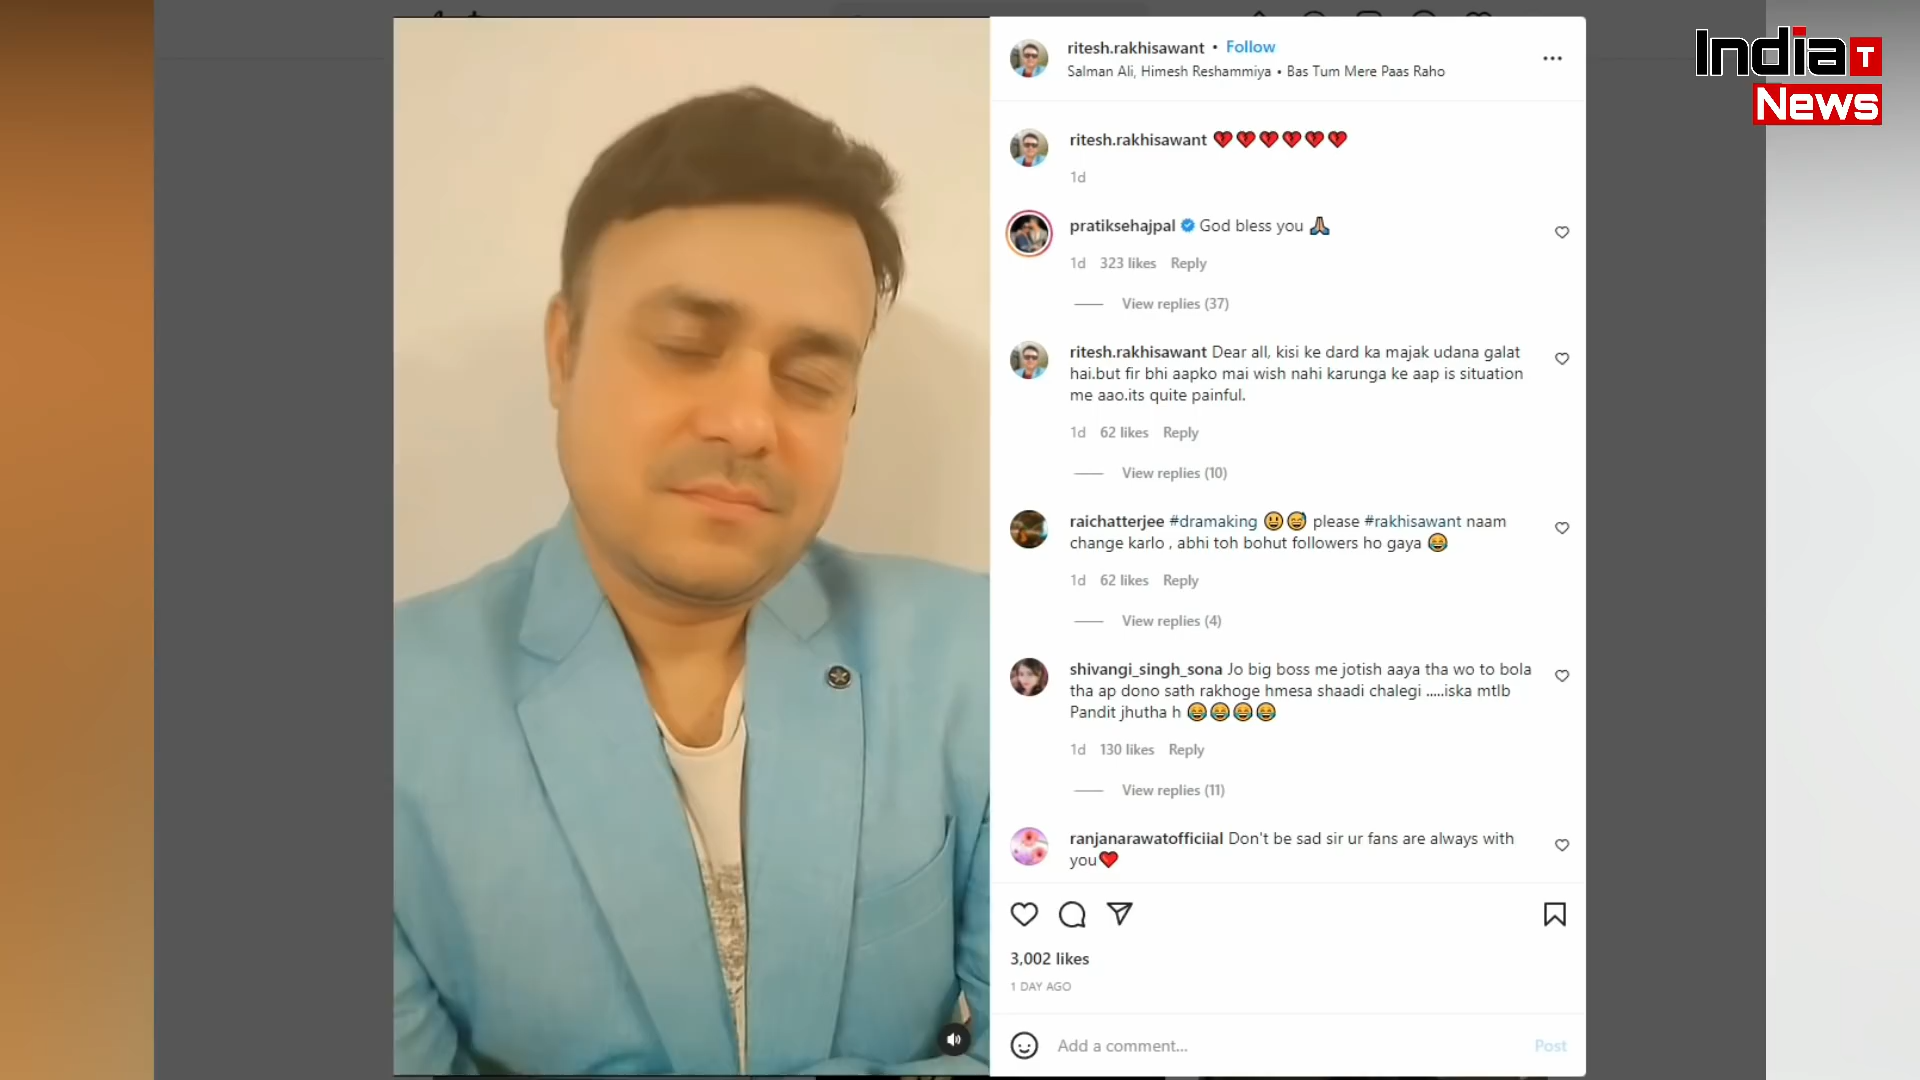 India T
News
ritesh.rakhisawant • Follow
Salman Ali, Himesh Reshammiya • Bas Tum Mere Paas Raho
ritesh.rakhisawant 💔💔💔💔💔💔
1d
pratiksehajpal God bless you 🙏🏽
1d 323 likes Reply
View replies (37)
ritesh.rakhisawant Dear all, kisi ke dard ka majak udana galat
hai.but fir bhi aapko mai wish nahi karunga ke aap is situation
me aao.its quite painful.
1d 62 likes Reply
View replies (10)
raichatterjee #dramaking 😃😅 please #rakhisawant naam
change karlo , abhi toh bohut followers ho gaya 😂
1d 62 likes Reply
View replies (4)
shivangi_singh_sona Jo big boss me jotish aaya tha wo to bola
tha ap dono sath rakhoge hmesa shaadi chalegi .....iska mtlb
Pandit jhutha h 😂😂😂😂
1d 130 likes Reply
View replies (11)
ranjanarawatofficiial Don't be sad sir ur fans are always with
you❤️
3,002 likes
1 DAY AGO
Add a comment...
Post